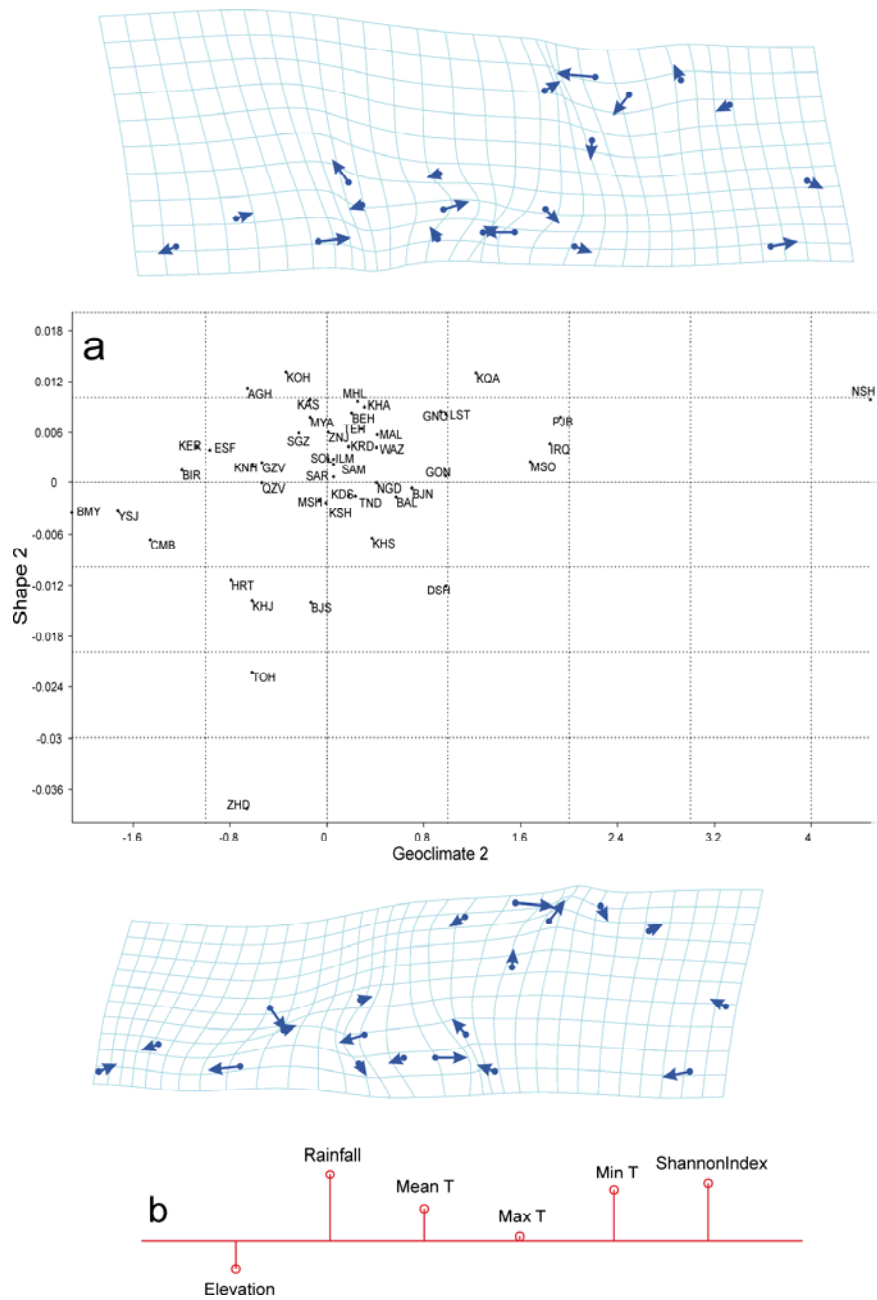 a
0.018
0.012
0.006
0
-0.006
-0.012
-0.018
-0.024
-0.03
-0.036
Shape 2
KOH
KQA
NSH
AGH
MHL
KAS
KHA
GNO LST
PJR
MYA
BEH
TEH
ZNJ
MAL
SGZ
KRD
WAZ
IRQ
KER
ESF
SOL ILM
MSO
KNH
GZV
SAM
BIR
SAR
GON
QZV
NGD
BJN
KDS
MSH
TND
BAL
BMY
YSJ
KSH
CMB
KHS
HRT
DSH
KHJ
BJS
TOH
ZHD
-1.6
-0.8
0
0.8
1.6
2.4
3.2
4
Geoclimate 2
b
Rainfall
Mean T
Max T
Min T
ShannonIndex
Elevation